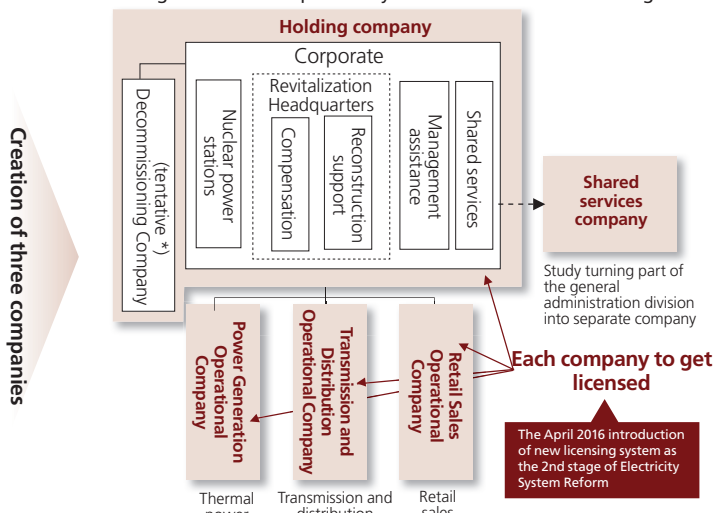 Holding company
Corporate
Creation of three companies
Decommissioning Company
(tentative *)
Nuclear power
stations
Revitalization
Headquarters
Compensation
Reconstruction
support
Management
assistance
Shared services
Shared
services
company
Study turning part of
the general
administration division
into separate company
Power Generation
Operational
Company
Transmission and
Distribution
Operational Company
Retail Sales
Operational
Company
Each company to get
licensed
The April 2016 introduction
of new licensing system as
the 2nd stage of Electricity
System Reform
Thermal
power
Transmission and
distribution
Retail
sales